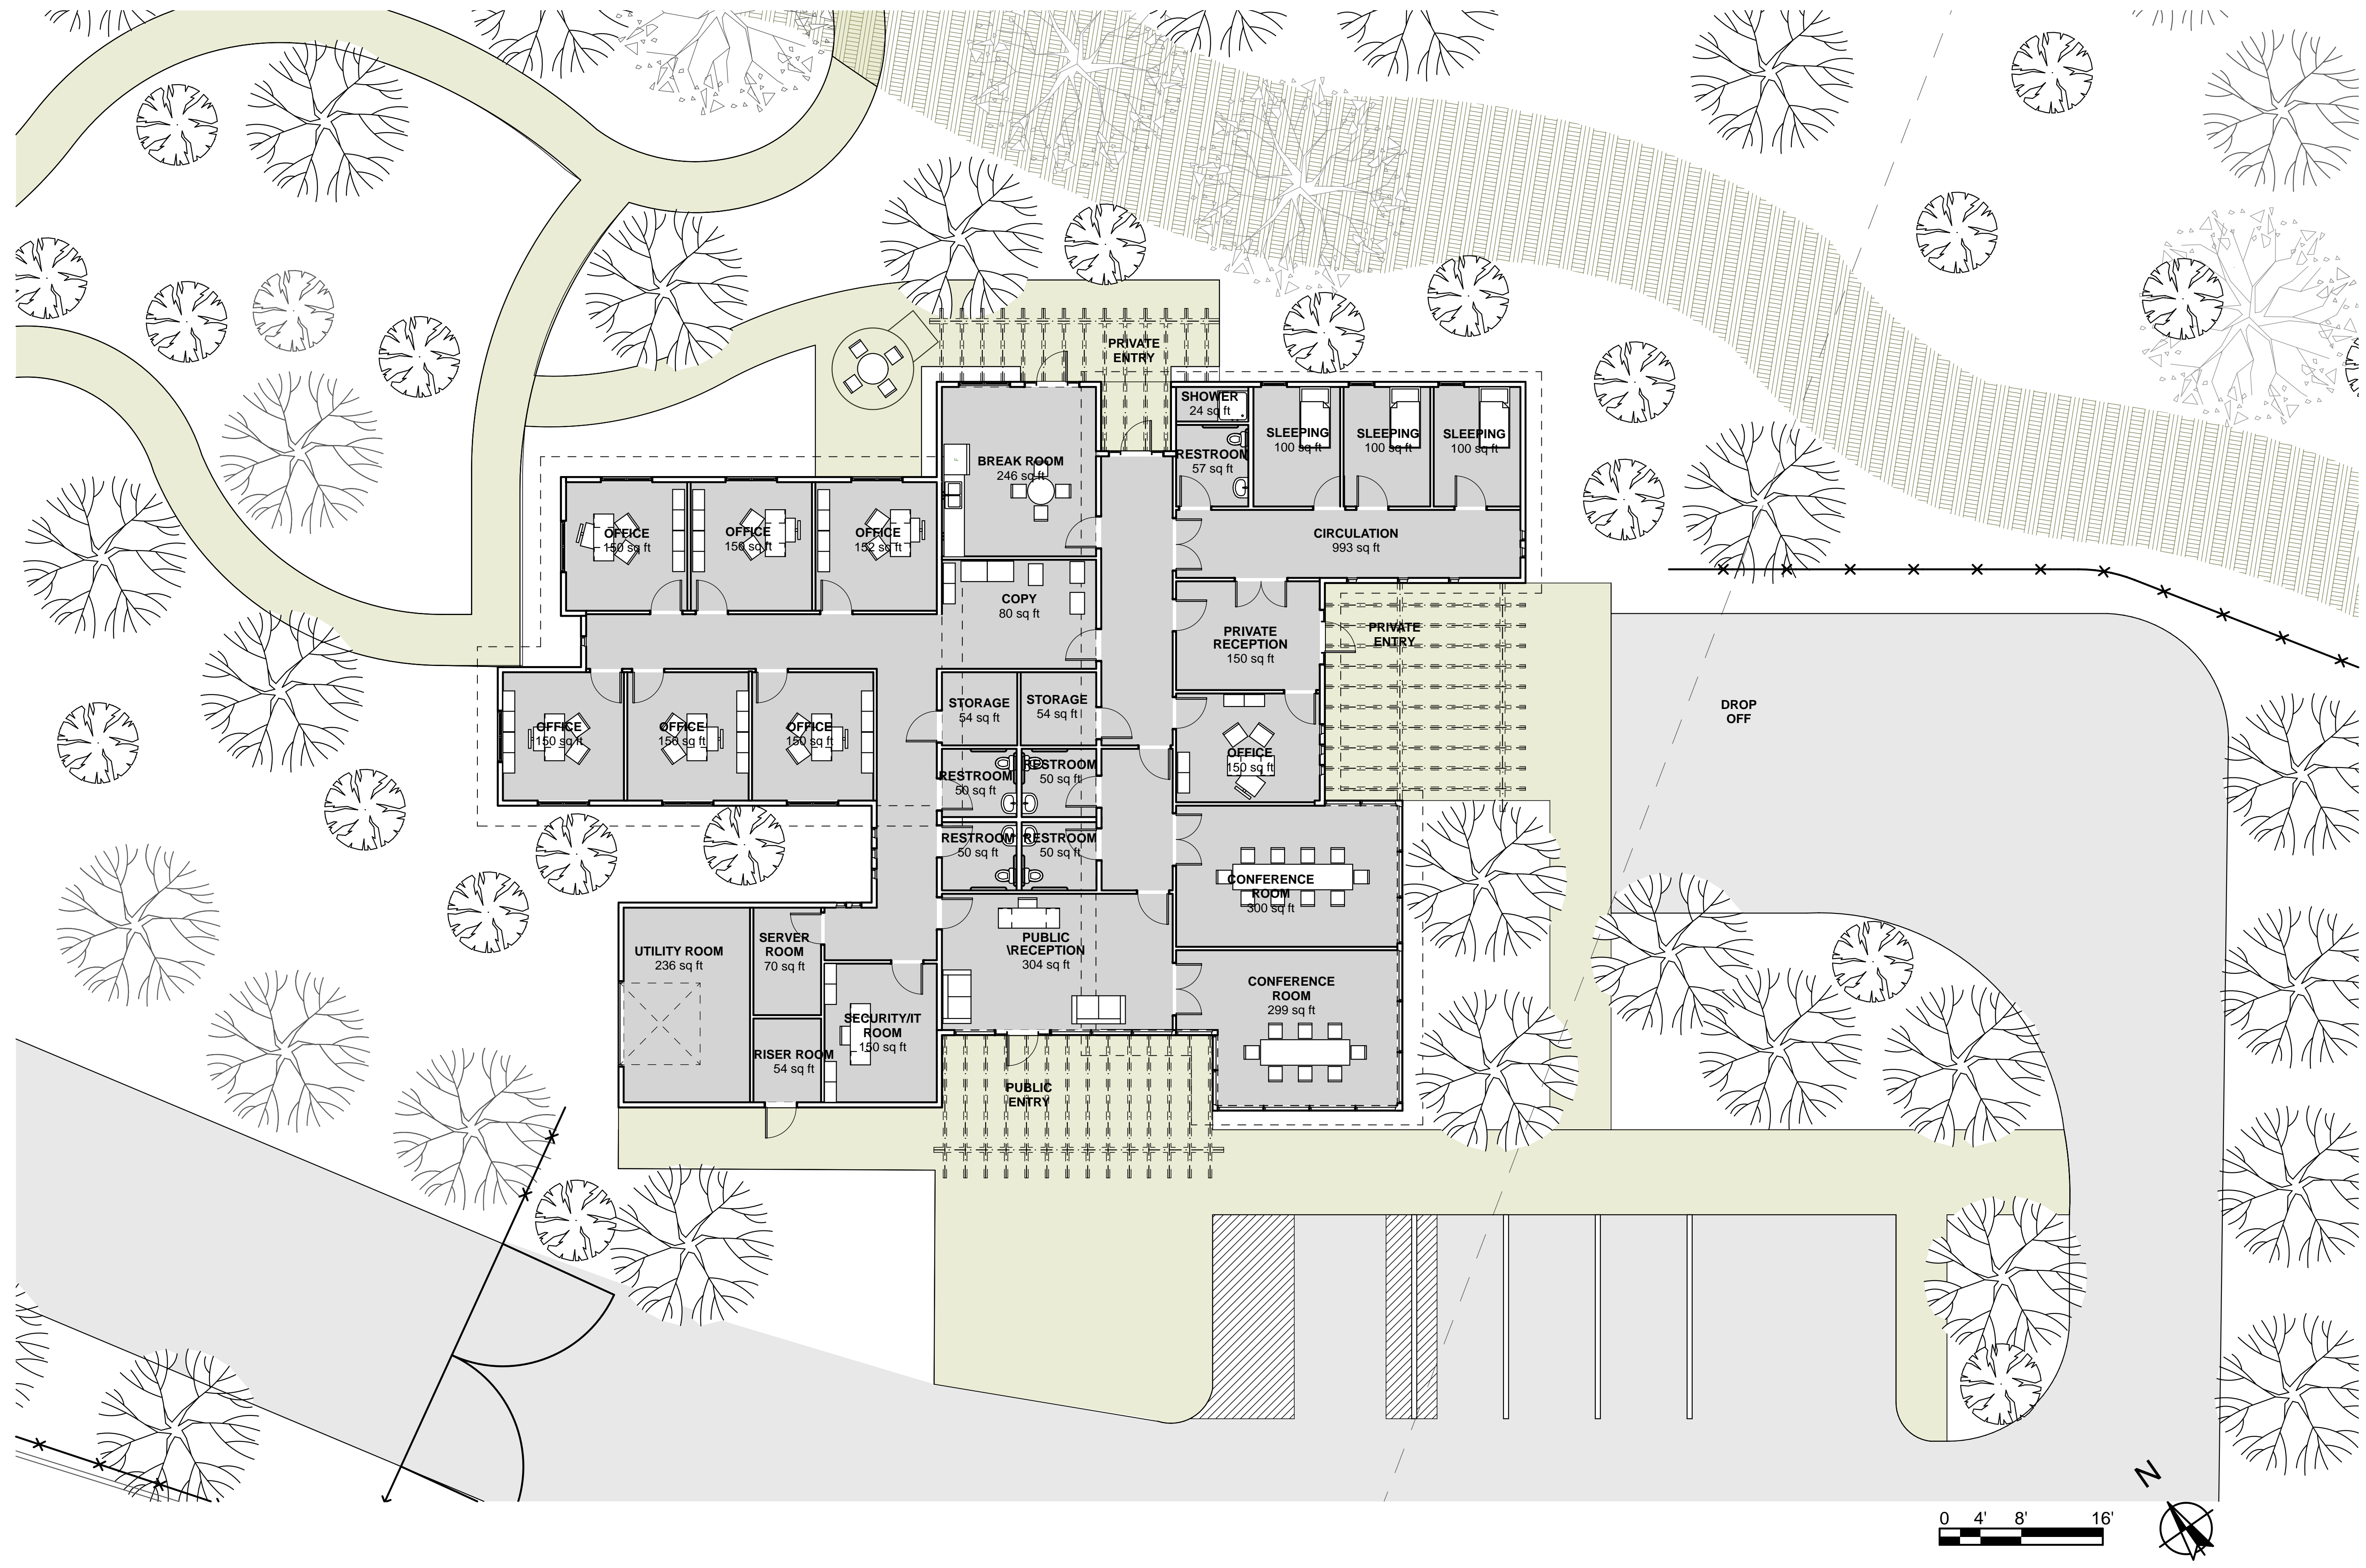 PRIVATE
ENTRY
SHOWER
24 sq ft
RESTROOM
57 sq ft
SLEEPING
100 sq ft
SLEEPING
100 sq ft
SLEEPING
100 sq ft
BREAK ROOM
246 sq ft
F
OFFICE
150 sq ft
OFFICE
150 sq ft
OFFICE
152 sq ft
CIRCULATION
993 sq ft
COPY
80 sq ft
PRIVATE
RECEPTION
150 sq ft
PRIVATE
ENTRY
DROP
OFF
STORAGE
54 sq ft
STORAGE
54 sq ft
OFFICE
150 sq ft
OFFICE
150 sq ft
OFFICE
150 sq ft
OFFICE
150 sq ft
RESTROOM
50 sq ft
RESTROOM
50 sq ft
RESTROOM
50 sq ft
RESTROOM
50 sq ft
CONFERENCE
ROOM
300 sq ft
UTILITY ROOM
236 sq ft
SERVER
ROOM
70 sq ft
PUBLIC
\RECEPTION
304 sq ft
CONFERENCE
ROOM
299 sq ft
SECURITY/IT
ROOM
150 sq ft
RISER ROOM
54 sq ft
PUBLIC
ENTRY
N
0 4' 8' 16'